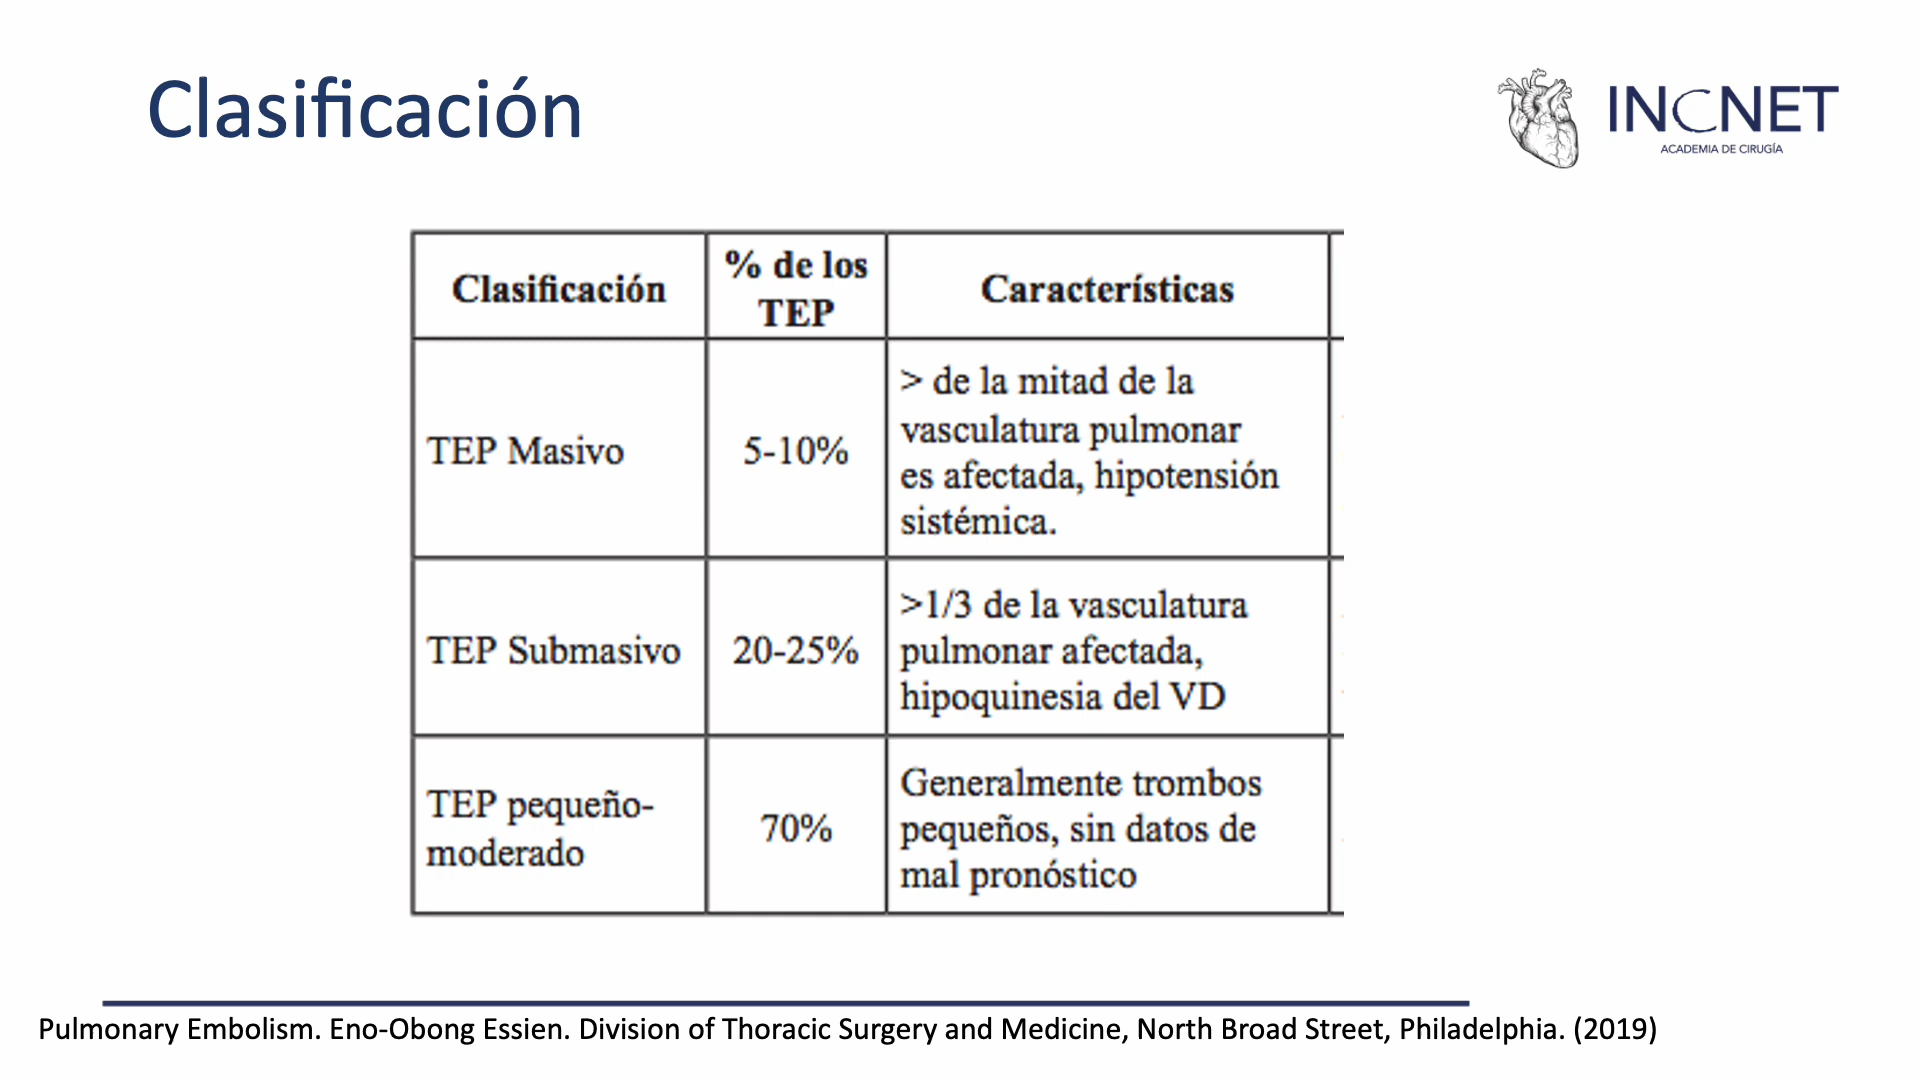 Clasificación
INCNET
ACADEMIA DE CIRUGÍA
Clasificación
% de los
TEP
Características
TEP Masivo
5-10%
> de la mitad de la
vasculatura pulmonar
es afectada, hipotensión
sistémica.
TEP Submasivo
20-25%
>1/3 de la vasculatura
pulmonar afectada,
hipoquinesia del VD
TEP pequeño-
moderado
70%
Generalmente trombos
pequeños, sin datos de
mal pronóstico
Pulmonary Embolism. Eno-Obong Essien. Division of Thoracic Surgery and Medicine, North Broad Street, Philadelphia. (2019)